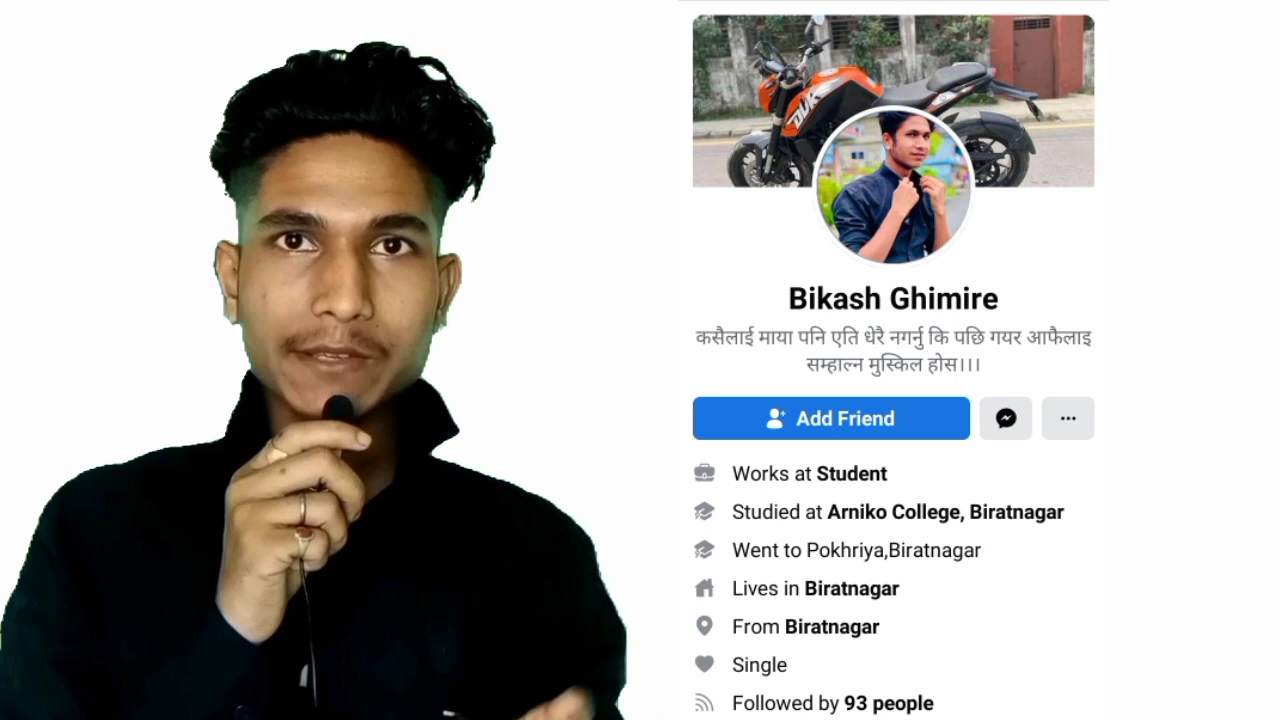 DUKE
Bikash Ghimire
कसैलाई माया पनि एति धेरै नगर्नु कि पछि गयर आफैलाइ
सम्हाल्न मुस्किल होस।।।
Add Friend
Works at Student
Studied at Arniko College, Biratnagar
Went to Pokhriya,Biratnagar
Lives in Biratnagar
From Biratnagar
Single
Followed by 93 people